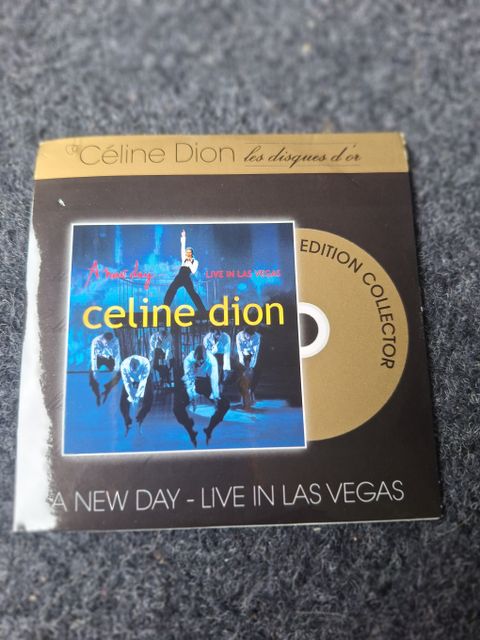 Céline Dion les disques d'or
EDITION COLLECTOR
A new day LIVE IN LAS VEGAS
celine dion
A NEW DAY - LIVE IN LAS VEGAS